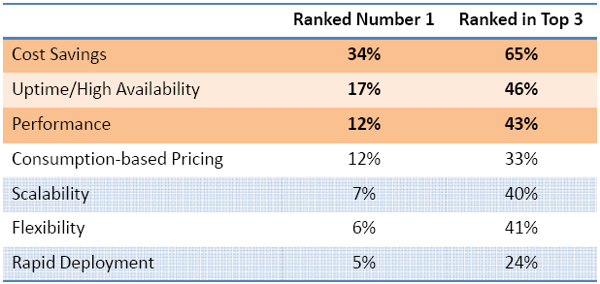 Ranked Number 1 Ranked in Top 3
Cost Savings 34% 65%
Uptime/High Availability 17% 46%
Performance 12% 43%
Consumption-based Pricing 12% 33%
Scalability 7% 40%
Flexibility 6% 41%
Rapid Deployment 5% 24%